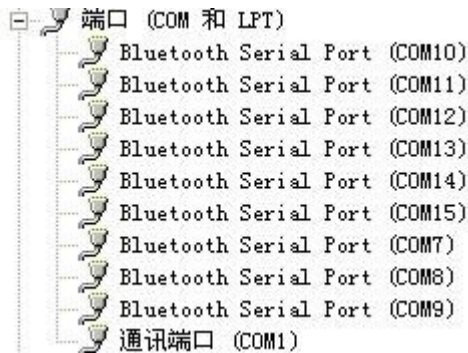 端口 (COM 和 LPT)
Bluetooth Serial Port (COM10)
Bluetooth Serial Port (COM11)
Bluetooth Serial Port (COM12)
Bluetooth Serial Port (COM13)
Bluetooth Serial Port (COM14)
Bluetooth Serial Port (COM15)
Bluetooth Serial Port (COM7)
Bluetooth Serial Port (COM8)
Bluetooth Serial Port (COM9)
通讯端口 (COM1)